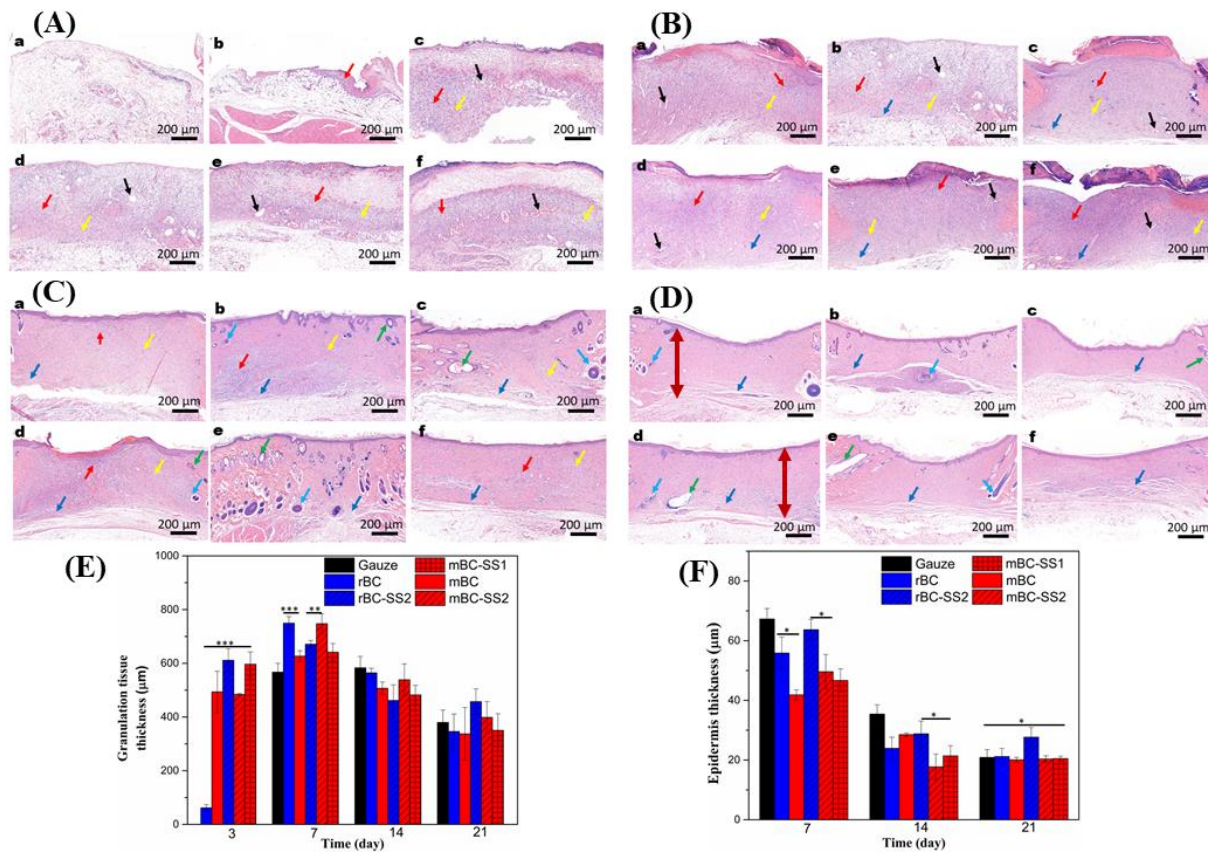 (A)
a
b
c
200 µm
200 µm
200 µm
d
e
f
200 µm
200 µm
200 µm
(B)
a
b
c
200 µm
200 µm
200 µm
d
e
f
200 µm
200 µm
200 µm
(C)
a
b
c
200 µm
200 µm
200 µm
d
e
f
200 µm
200 µm
200 µm
(D)
a
b
c
200 µm
200 µm
200 µm
d
e
f
200 µm
200 µm
200 µm
(E)
Granulation tissue
thickness (µm)
1000
800
600
400
200
0
Gauze
rBC
rBC-SS2
mBC-SS1
mBC
mBC-SS2
***
***
**
3
7
14
21
Time (day)
(F)
Epidermis thickness (µm)
80
60
40
20
0
Gauze
rBC
rBC-SS2
mBC-SS1
mBC
mBC-SS2
*
*
*
*
7
14
21
Time (day)